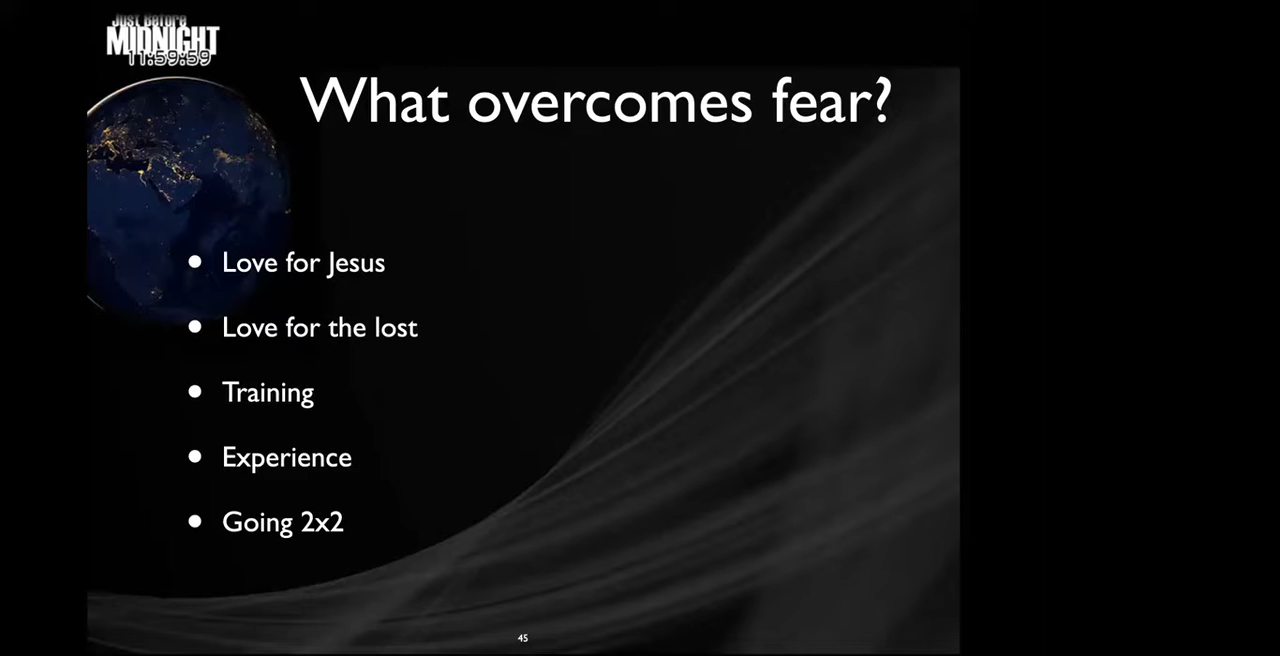 Just Before
MIDNIGHT
11:59:59
What overcomes fear?
• Love for Jesus
• Love for the lost
• Training
• Experience
• Going 2x2
45